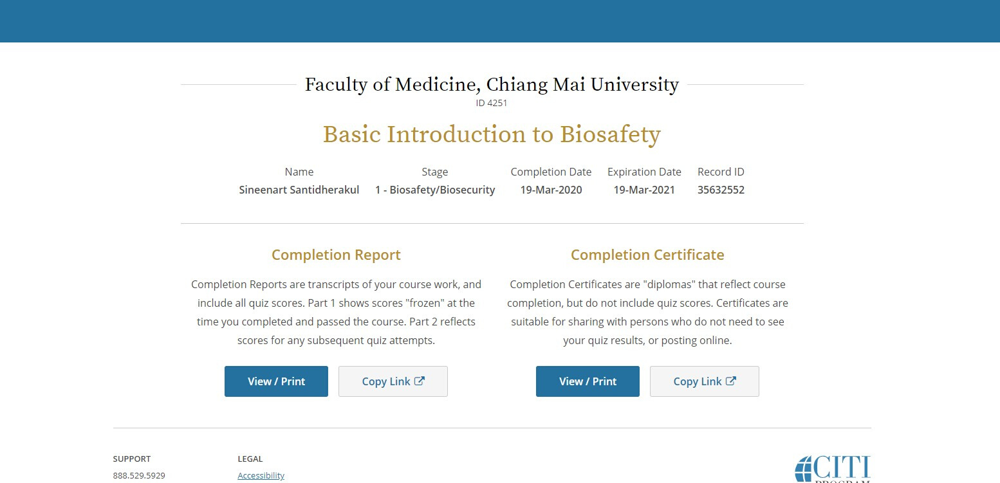 Faculty of Medicine, Chiang Mai University
ID 4251
Basic Introduction to Biosafety
Name Stage Completion Date Expiration Date Record ID
Sineenart Santidherakul 1 - Biosafety/Biosecurity 19-Mar-2020 19-Mar-2021 35632552
Completion Report
Completion Reports are transcripts of your course work, and
include all quiz scores. Part 1 shows scores "frozen" at the
time you completed and passed the course. Part 2 reflects
scores for any subsequent quiz attempts.
View / Print Copy Link
Completion Certificate
Completion Certificates are "diplomas" that reflect course
completion, but do not include quiz scores. Certificates are
suitable for sharing with persons who do not need to see
your quiz results, or posting online.
View / Print Copy Link
SUPPORT
888.529.5929
LEGAL
Accessibility
CITI
PROGRAM